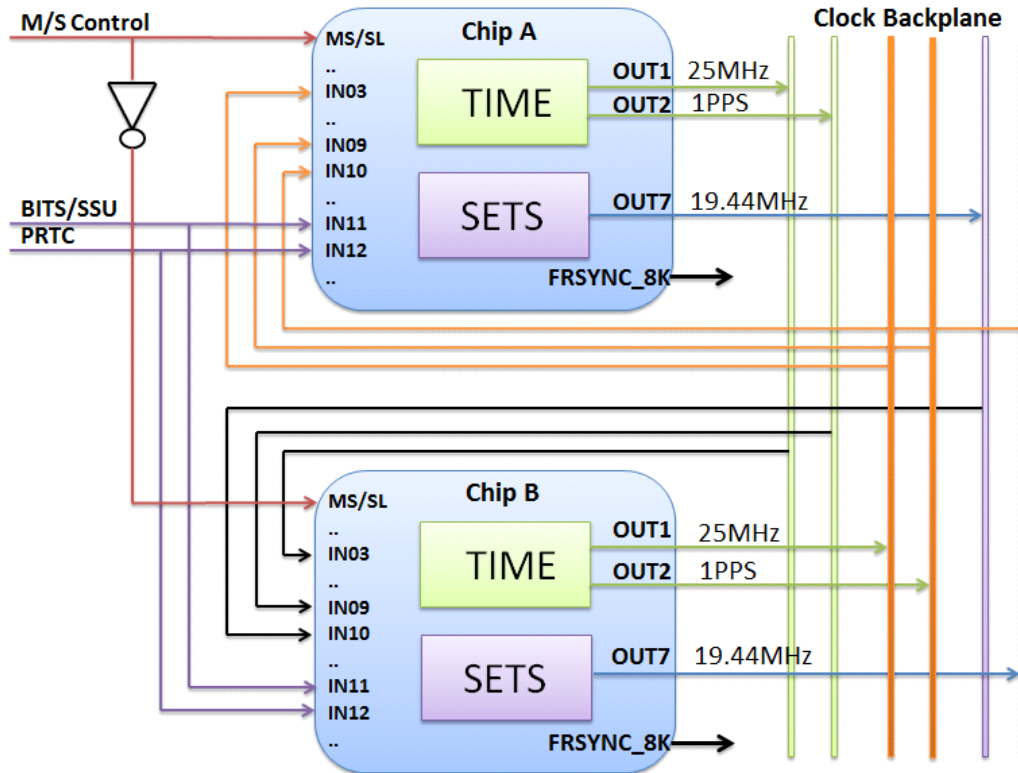 M/S Control
Chip A
Clock Backplane
MS/SL
..
IN03
..
IN09
IN10
..
IN11
IN12
..
TIME
SETS
OUT1 25MHz
OUT2 1PPS
OUT7 19.44MHz
FRSYNC_8K
BITS/SSU
PRTC
Chip B
MS/SL
..
IN03
..
IN09
IN10
..
IN11
IN12
..
TIME
SETS
OUT1 25MHz
OUT2 1PPS
OUT7 19.44MHz
FRSYNC_8K